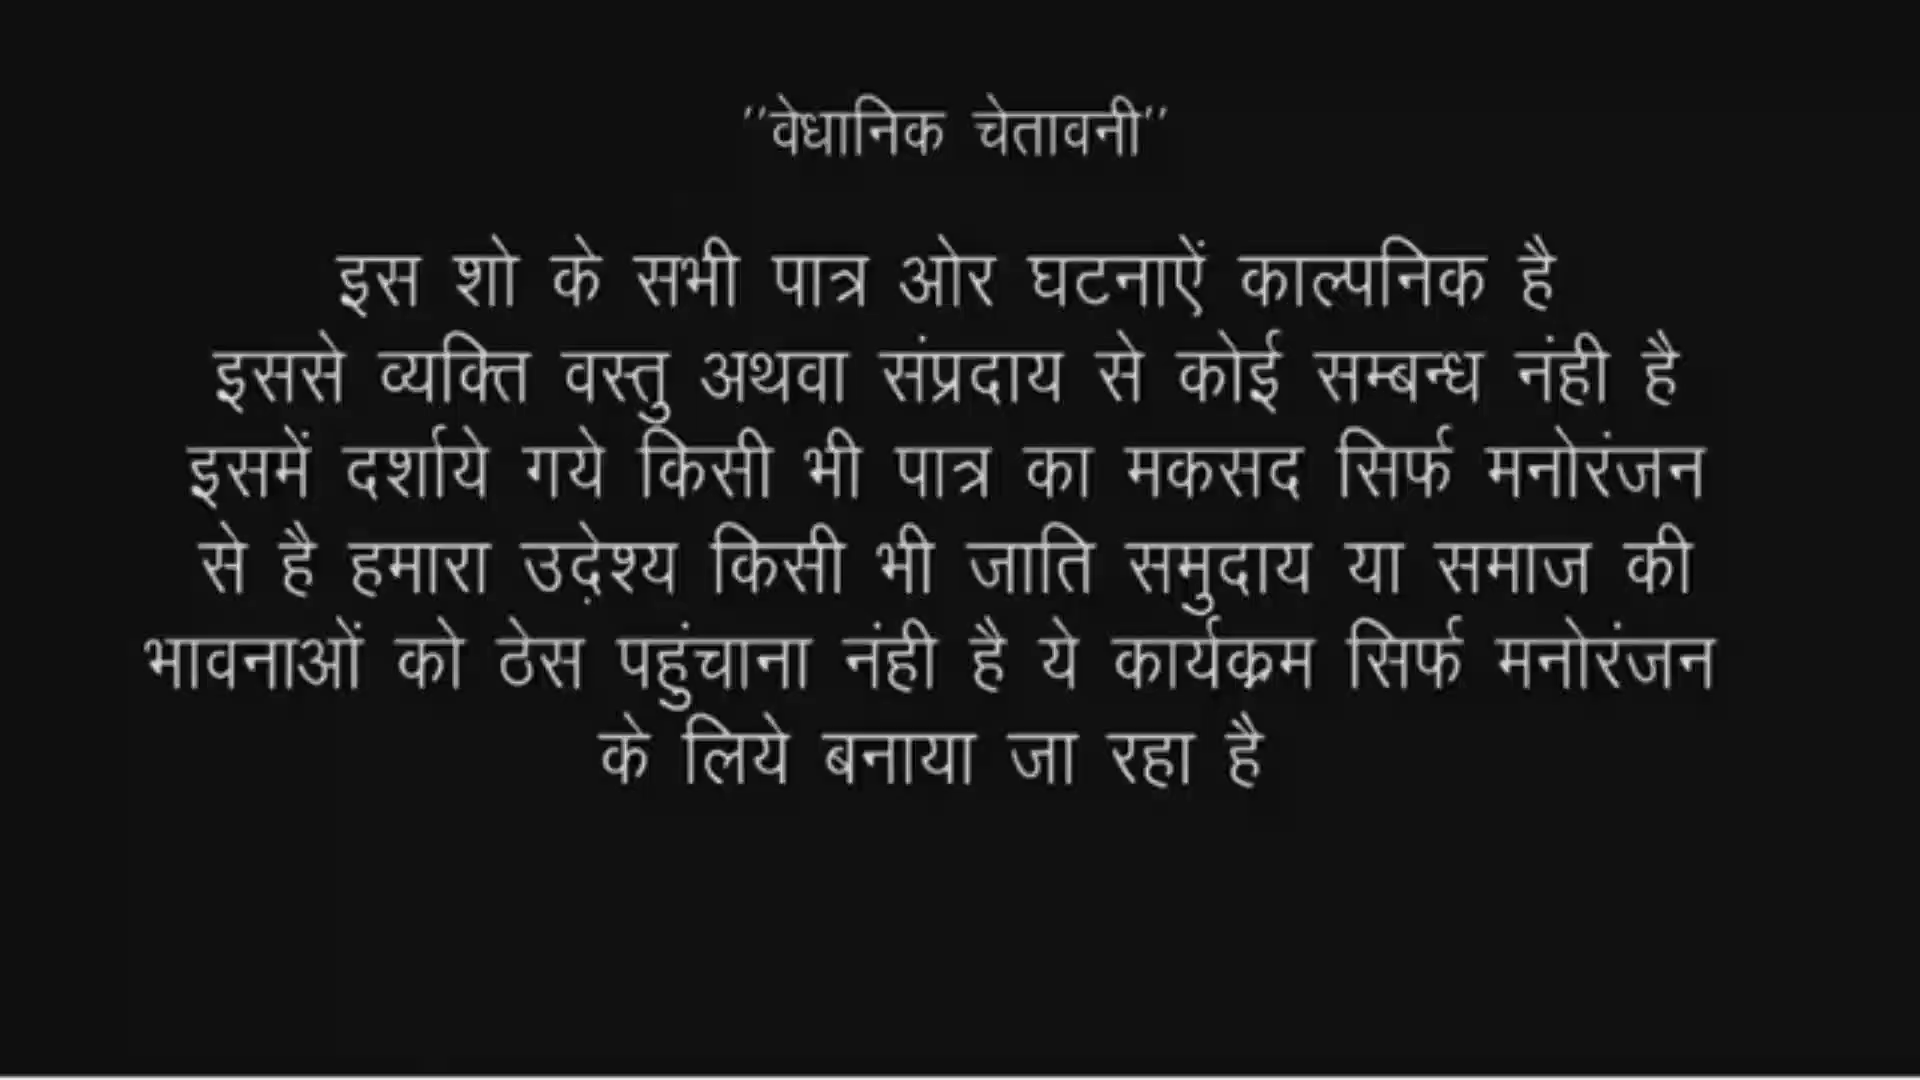 ''वेधानिक चेतावनी''
इस शो के सभी पात्र ओर घटनाऐं काल्पनिक है
इससे व्यक्ति वस्तु अथवा संप्रदाय से कोई सम्बन्ध नंही है
इसमें दर्शाये गये किसी भी पात्र का मकसद सिर्फ मनोरंजन
से है हमारा उद़ेश्य किसी भी जाति समुदाय या समाज की
भावनाओं को ठेस पहुंचाना नंही है ये कार्यक्रम सिर्फ मनोरंजन
के लिये बनाया जा रहा है